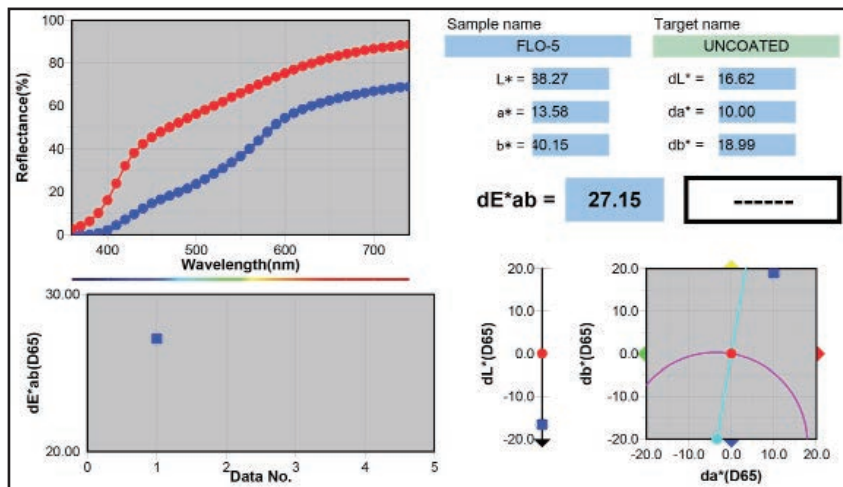 Sample name
Target name
FLO-5
UNCOATED
L* = 68.27
dL* = 16.62
a* = 13.58
da* = 10.00
b* = 40.15
db* = 18.99
dE*ab = 27.15
------
Reflectance(%)
100
80
60
40
20
0
400 500 600 700
Wavelength(nm)
dE*ab(D65)
30.00
20.00
0 1 2 3 4 5
Data No.
dL*(D65)
20.0
10.0
0.0
-10.0
-20.0
db*(D65)
20.0
10.0
0.0
-10.0
-20.0
-20.0 -10.0 0.0 10.0 20.0
da*(D65)